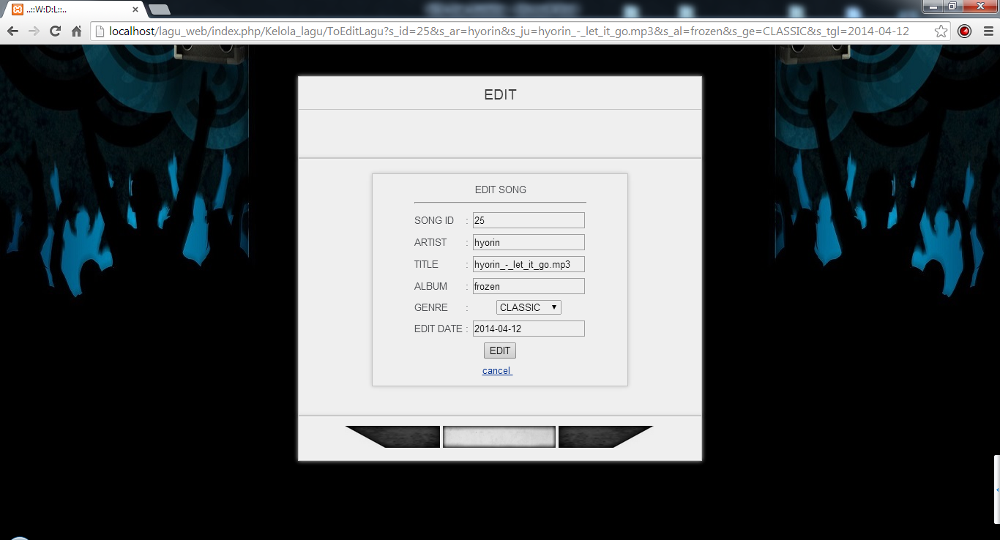 ..::W:D:L::..
localhost/lagu_web/index.php/Kelola_lagu/ToEditLagu?s_id=25&s_ar=hyorin&s_ju=hyorin_-_let_it_go.mp3&s_al=frozen&s_ge=CLASSIC&s_tgl=2014-04-12
EDIT
EDIT SONG
SONG ID : 25
ARTIST : hyorin
TITLE : hyorin_-_let_it_go.mp3
ALBUM : frozen
GENRE : CLASSIC
EDIT DATE : 2014-04-12
EDIT
cancel